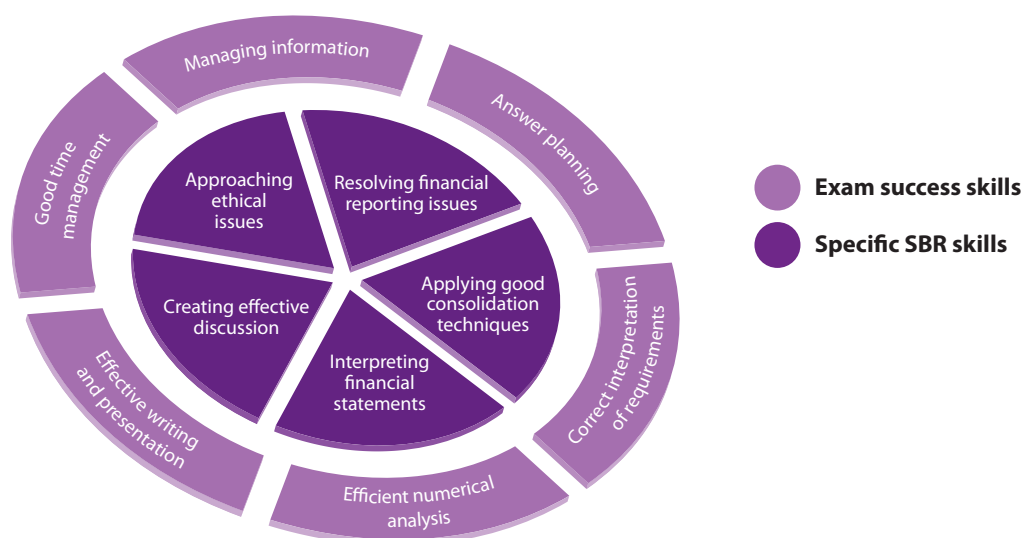 Managing information
Answer planning
Correct interpretation
of requirements
Efficient numerical
analysis
Effective writing
and presentation
Good time
management
Approaching
ethical
issues
Resolving financial
reporting issues
Applying good
consolidation
techniques
Interpreting
financial
statements
Creating effective
discussion
Exam success skills
Specific SBR skills